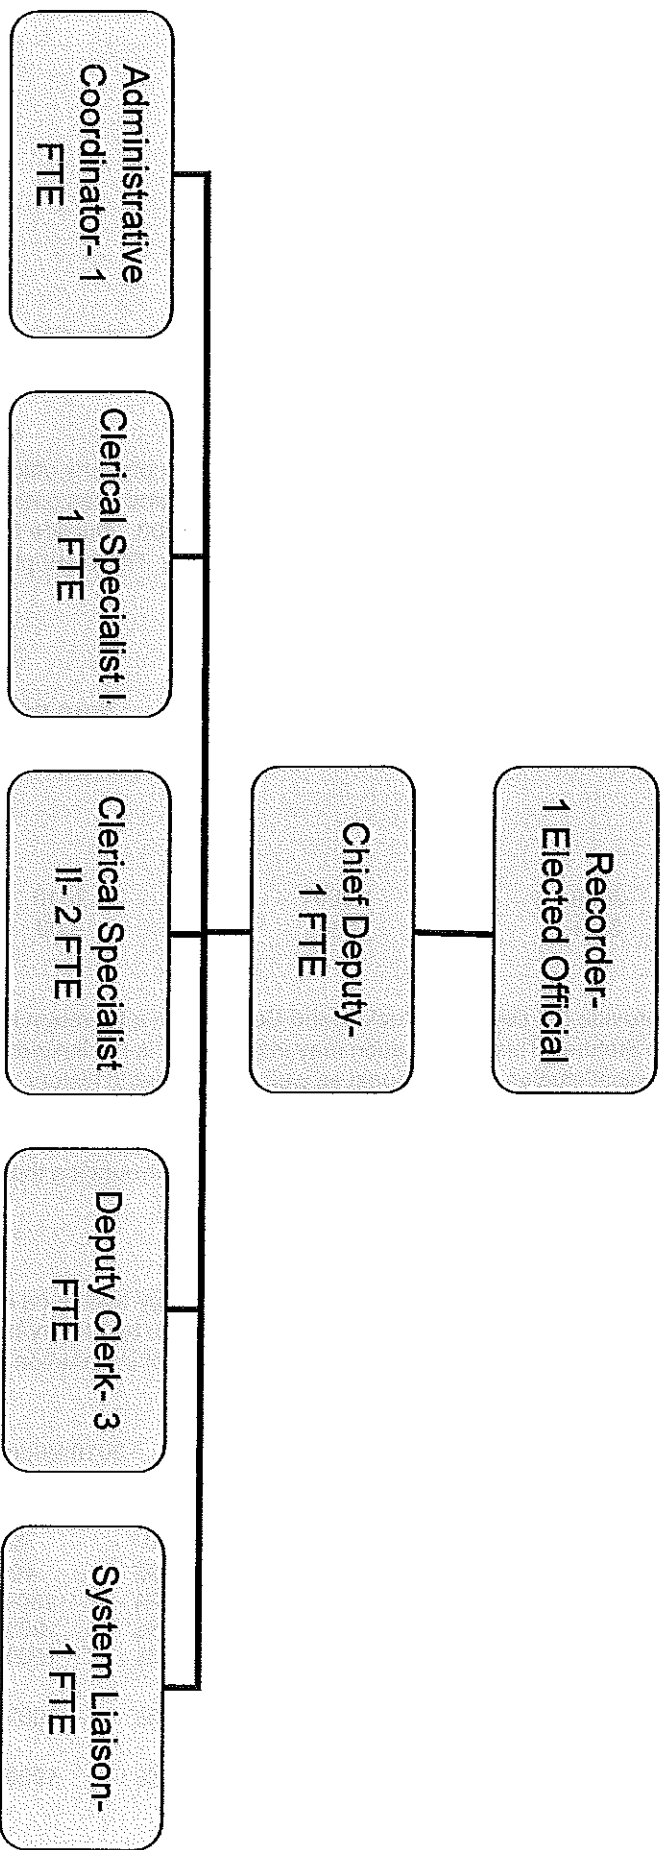 Recorder-
1 Elected Official
Chief Deputy-
1 FTE
Administrative
Coordinator- 1
FTE
Clerical Specialist I-
1 FTE
Clerical Specialist
II- 2 FTE
Deputy Clerk- 3
FTE
System Liaison-
1 FTE